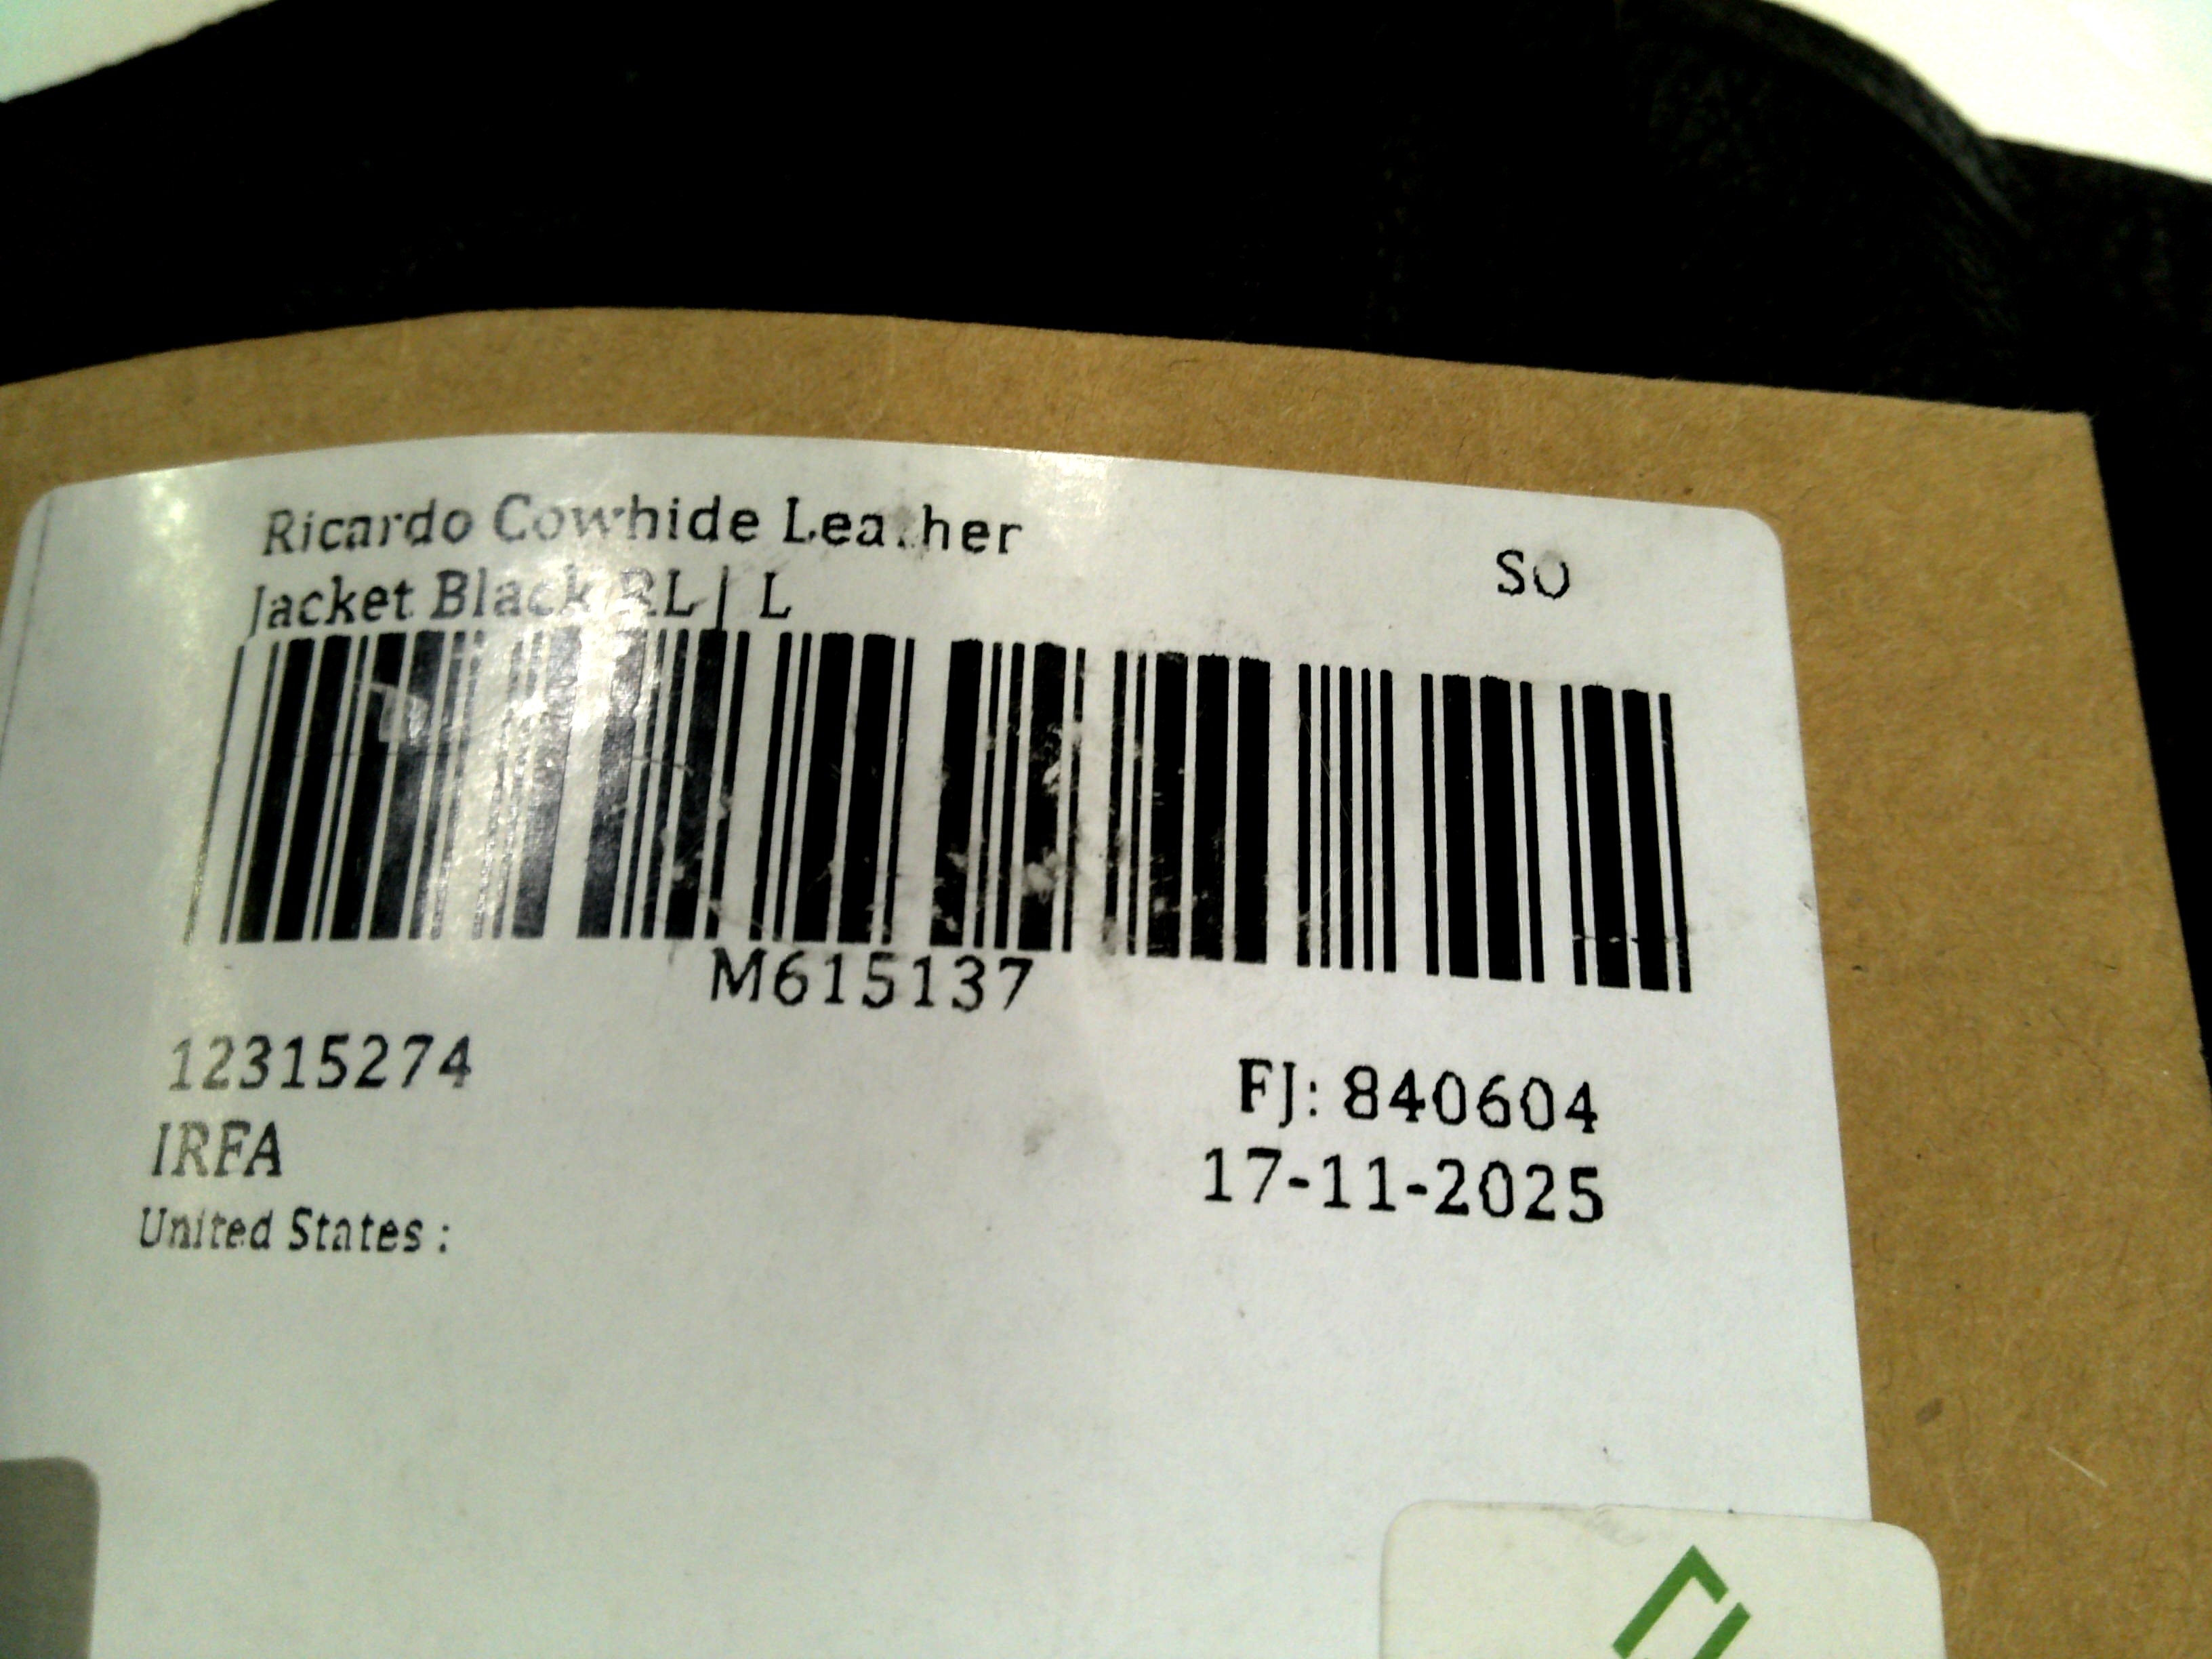 Ricardo Cowhide Leather
Jacket Black RL | L
SO
M615137
12315274
IRFA
United States :
FJ: 840604
17-11-2025